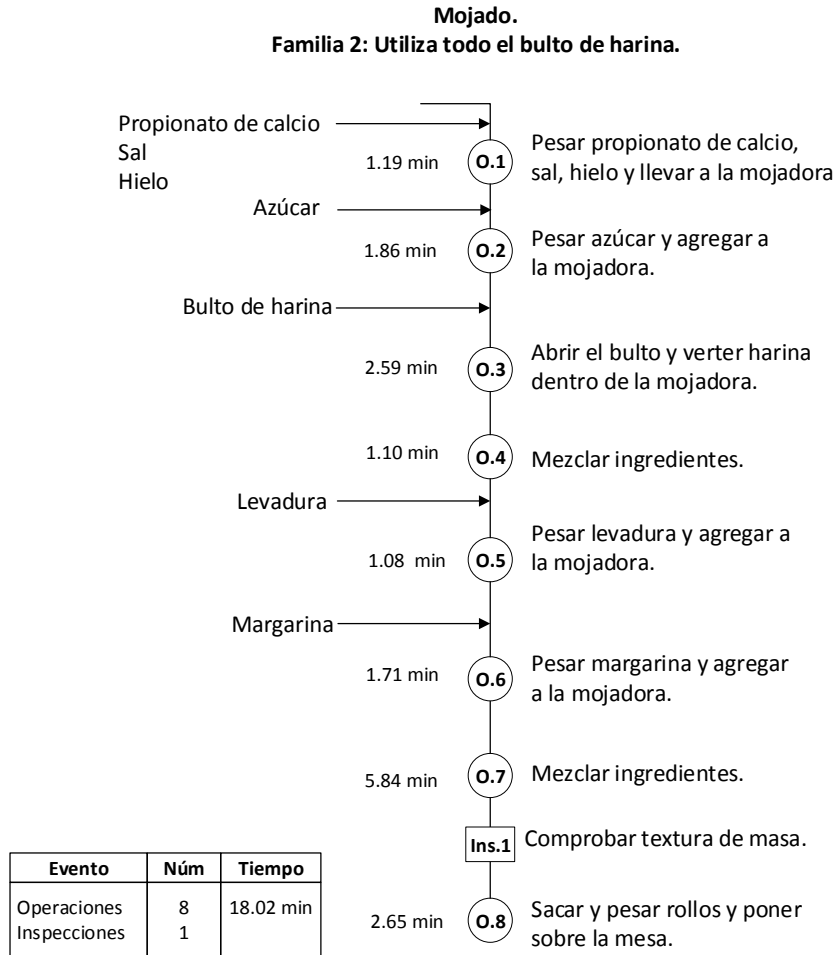 Mojado.
Familia 2: Utiliza todo el bulto de harina.
Propionato de calcio
Sal
Hielo
1.19 min
O.1
Pesar propionato de calcio,
sal, hielo y llevar a la mojadora
Azúcar
1.86 min
O.2
Pesar azúcar y agregar a
la mojadora.
Bulto de harina
2.59 min
O.3
Abrir el bulto y verter harina
dentro de la mojadora.
1.10 min
O.4
Mezclar ingredientes.
Levadura
1.08 min
O.5
Pesar levadura y agregar a
la mojadora.
Margarina
1.71 min
O.6
Pesar margarina y agregar
a la mojadora.
5.84 min
O.7
Mezclar ingredientes.
Ins.1
Comprobar textura de masa.
2.65 min
O.8
Sacar y pesar rollos y poner
sobre la mesa.
Evento Núm Tiempo
Operaciones 8 18.02 min
Inspecciones 1